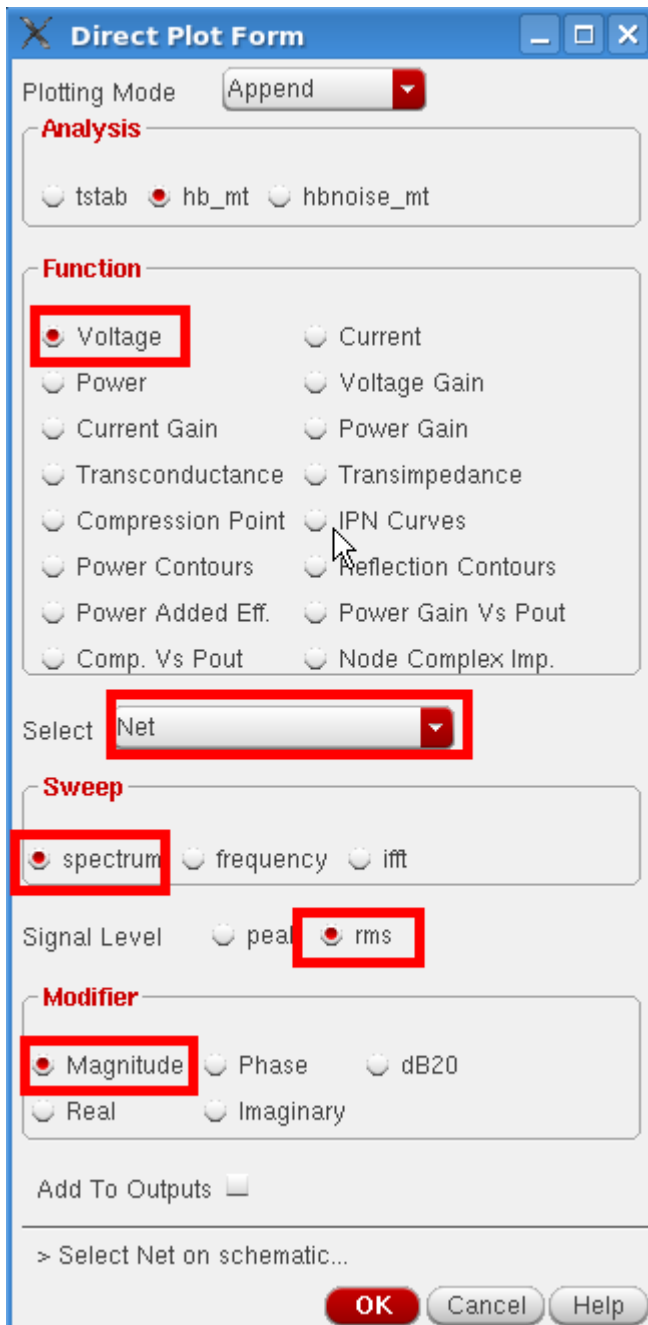 Direct Plot Form
Plotting Mode Append
Analysis
tstab hb_mt hbnoise_mt
Function
Voltage Current
Power Voltage Gain
Current Gain Power Gain
Transconductance Transimpedance
Compression Point IPN Curves
Power Contours Reflection Contours
Power Added Eff. Power Gain Vs Pout
Comp. Vs Pout Node Complex Imp.
Select Net
Sweep
spectrum frequency ifft
Signal Level peak rms
Modifier
Magnitude Phase dB20
Real Imaginary
Add To Outputs
> Select Net on schematic...
OK Cancel Help